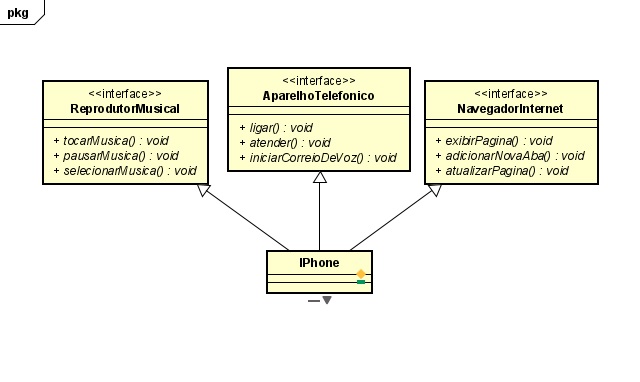 pkg
<<interface>>
ReprodutorMusical
+ tocarMusica() : void
+ pausarMusica() : void
+ selecionarMusica() : void
<<interface>>
AparelhoTelefonico
+ ligar() : void
+ atender() : void
+ iniciarCorreioDeVoz() : void
<<interface>>
NavegadorInternet
+ exibirPagina() : void
+ adicionarNovaAba() : void
+ atualizarPagina() : void
IPhone